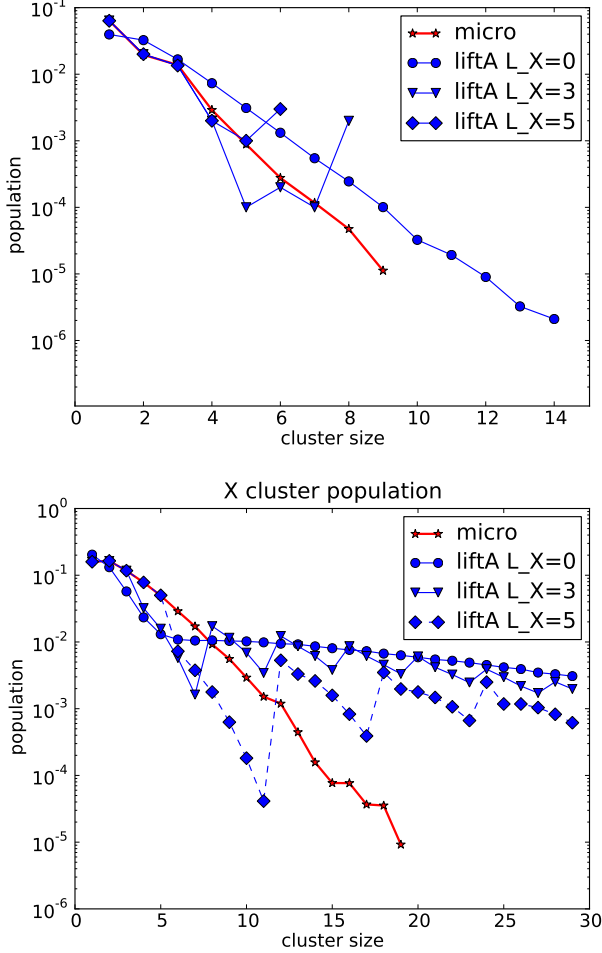 10^-1
10^-2
10^-3
10^-4
10^-5
10^-6
population
micro
liftA L_X=0
liftA L_X=3
liftA L_X=5
0 2 4 6 8 10 12 14
cluster size
X cluster population
10^0
10^-1
10^-2
10^-3
10^-4
10^-5
10^-6
population
micro
liftA L_X=0
liftA L_X=3
liftA L_X=5
0 5 10 15 20 25 30
cluster size